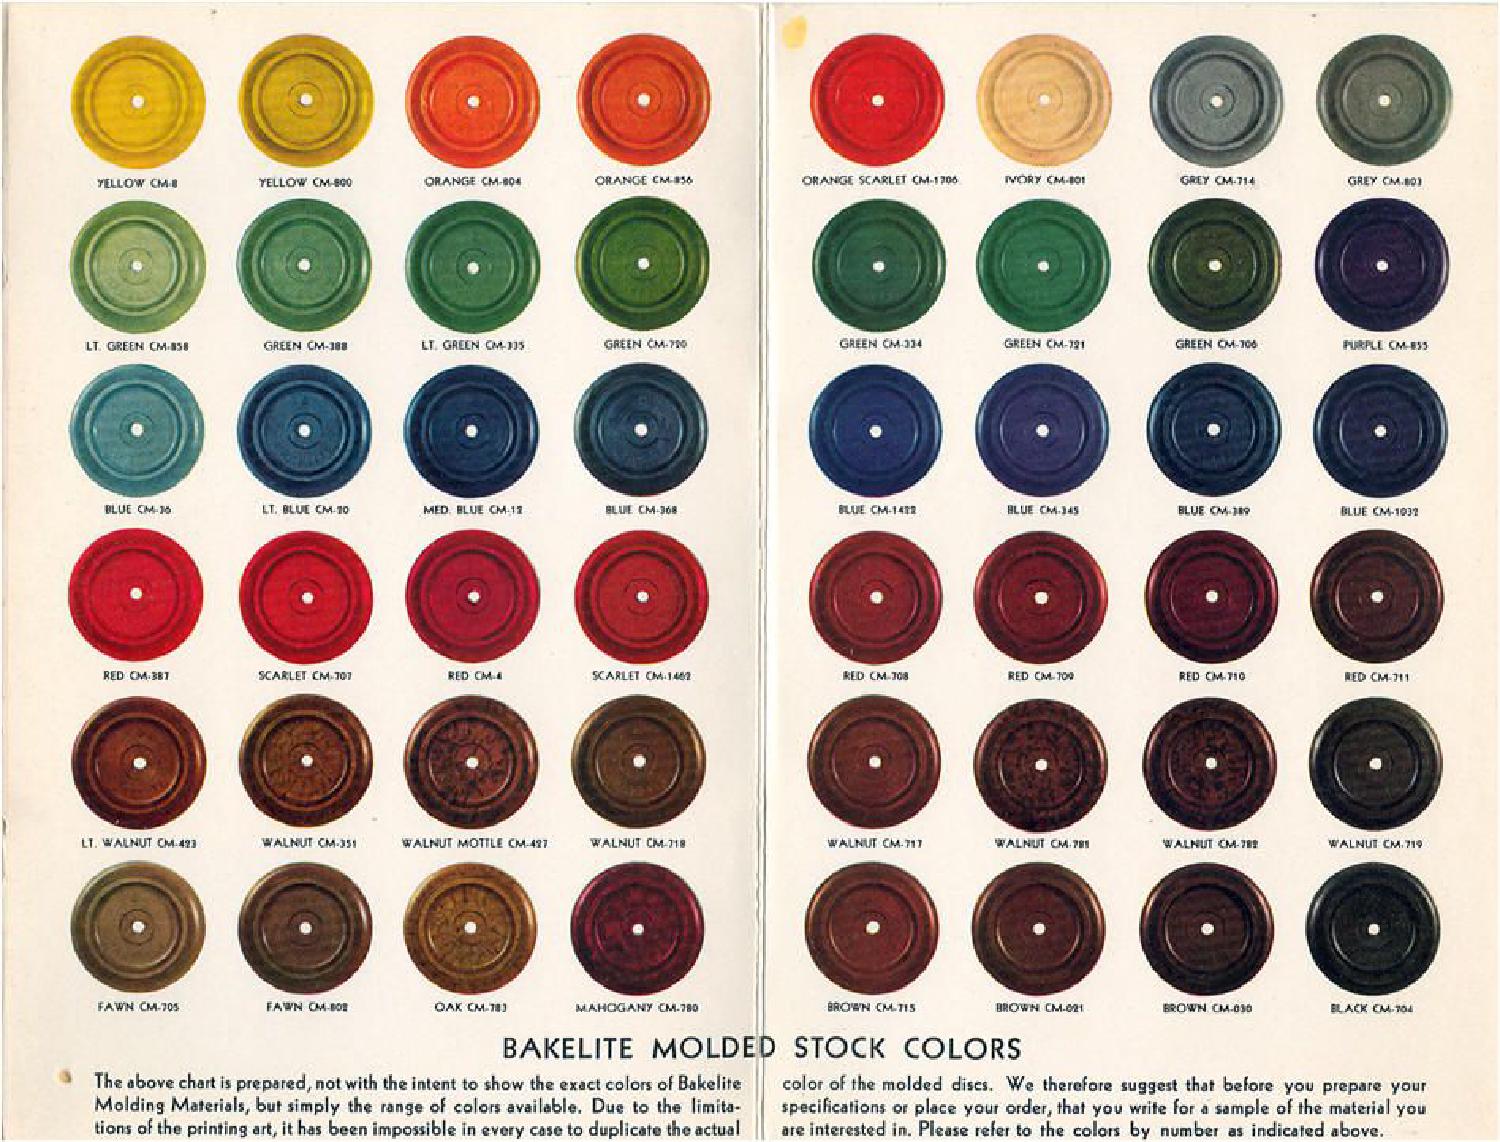 YELLOW CM-8 YELLOW CM-800 ORANGE CM-804 ORANGE CM-856 ORANGE SCARLET CM-1706 IVORY CM-801 GREY CM-714 GREY CM-803
LT. GREEN CM-858 GREEN CM-388 LT. GREEN CM-335 GREEN CM-720 GREEN CM-334 GREEN CM-721 GREEN CM-706 PURPLE CM-855
BLUE CM-36 LT. BLUE CM-20 MED. BLUE CM-12 BLUE CM-368 BLUE CM-1422 BLUE CM-345 BLUE CM-389 BLUE CM-1032
RED CM-387 SCARLET CM-707 RED CM-4 SCARLET CM-1462 RED CM-708 RED CM-709 RED CM-710 RED CM-711
LT. WALNUT CM-423 WALNUT CM-351 WALNUT MOTTLE CM-427 WALNUT CM-718 WALNUT CM-717 WALNUT CM-781 WALNUT CM-782 WALNUT CM-719
FAWN CM-705 FAWN CM-802 OAK CM-783 MAHOGANY CM-780 BROWN CM-715 BROWN CM-021 BROWN CM-030 BLACK CM-704
BAKELITE MOLDED STOCK COLORS
The above chart is prepared, not with the intent to show the exact colors of Bakelite
Molding Materials, but simply the range of colors available. Due to the limita-
tions of the printing art, it has been impossible in every case to duplicate the actual
color of the molded discs. We therefore suggest that before you prepare your
specifications or place your order, that you write for a sample of the material you
are interested in. Please refer to the colors by number as indicated above.